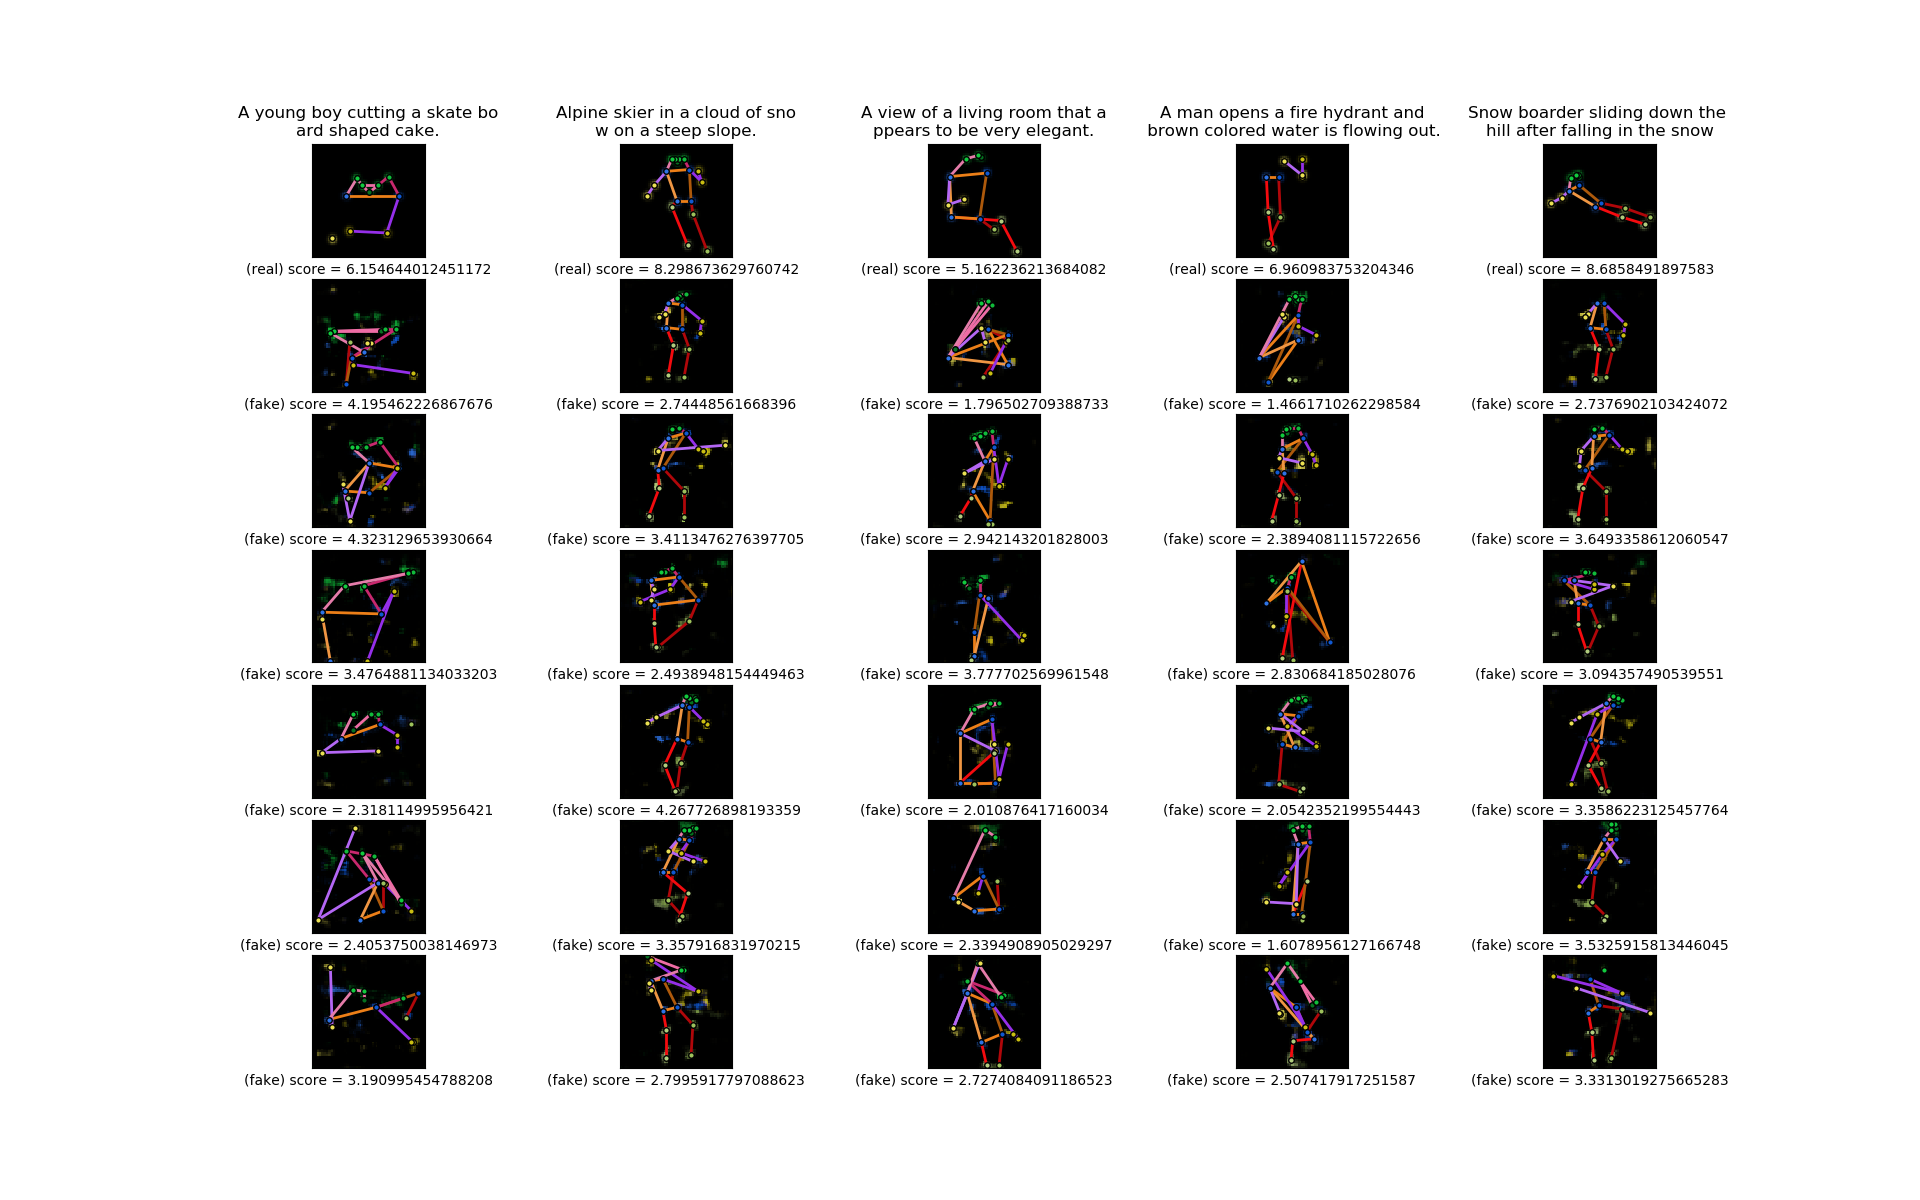 A young boy cutting a skate bo
ard shaped cake.
Alpine skier in a cloud of sno
w on a steep slope.
A view of a living room that a
ppears to be very elegant.
A man opens a fire hydrant and
brown colored water is flowing out.
Snow boarder sliding down the
hill after falling in the snow
(real) score = 6.154644012451172
(real) score = 8.298673629760742
(real) score = 5.162236213684082
(real) score = 6.960983753204346
(real) score = 8.6858491897583
(fake) score = 4.195462226867676
(fake) score = 2.74448561668396
(fake) score = 1.796502709388733
(fake) score = 1.4661710262298584
(fake) score = 2.7376902103424072
(fake) score = 4.323129653930664
(fake) score = 3.4113476276397705
(fake) score = 2.942143201828003
(fake) score = 2.3894081115722656
(fake) score = 3.6493358612060547
(fake) score = 3.4764881134033203
(fake) score = 2.4938948154449463
(fake) score = 3.777702569961548
(fake) score = 2.830684185028076
(fake) score = 3.094357490539551
(fake) score = 2.318114995956421
(fake) score = 4.267726898193359
(fake) score = 2.010876417160034
(fake) score = 2.0542352199554443
(fake) score = 3.3586223125457764
(fake) score = 2.4053750038146973
(fake) score = 3.357916831970215
(fake) score = 2.3394908905029297
(fake) score = 1.6078956127166748
(fake) score = 3.5325915813446045
(fake) score = 3.190995454788208
(fake) score = 2.7995917797088623
(fake) score = 2.7274084091186523
(fake) score = 2.507417917251587
(fake) score = 3.3313019275665283